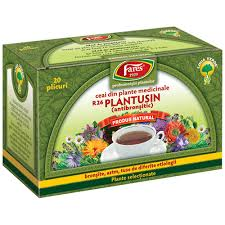 Fares
1929
ceai din plante medicinale
R26 PLANTUSIN
(antibronșitic)
PRODUS NATURAL
20
plicuri
bronșite, astm, tuse de diferite etiologii
Plante selecționate